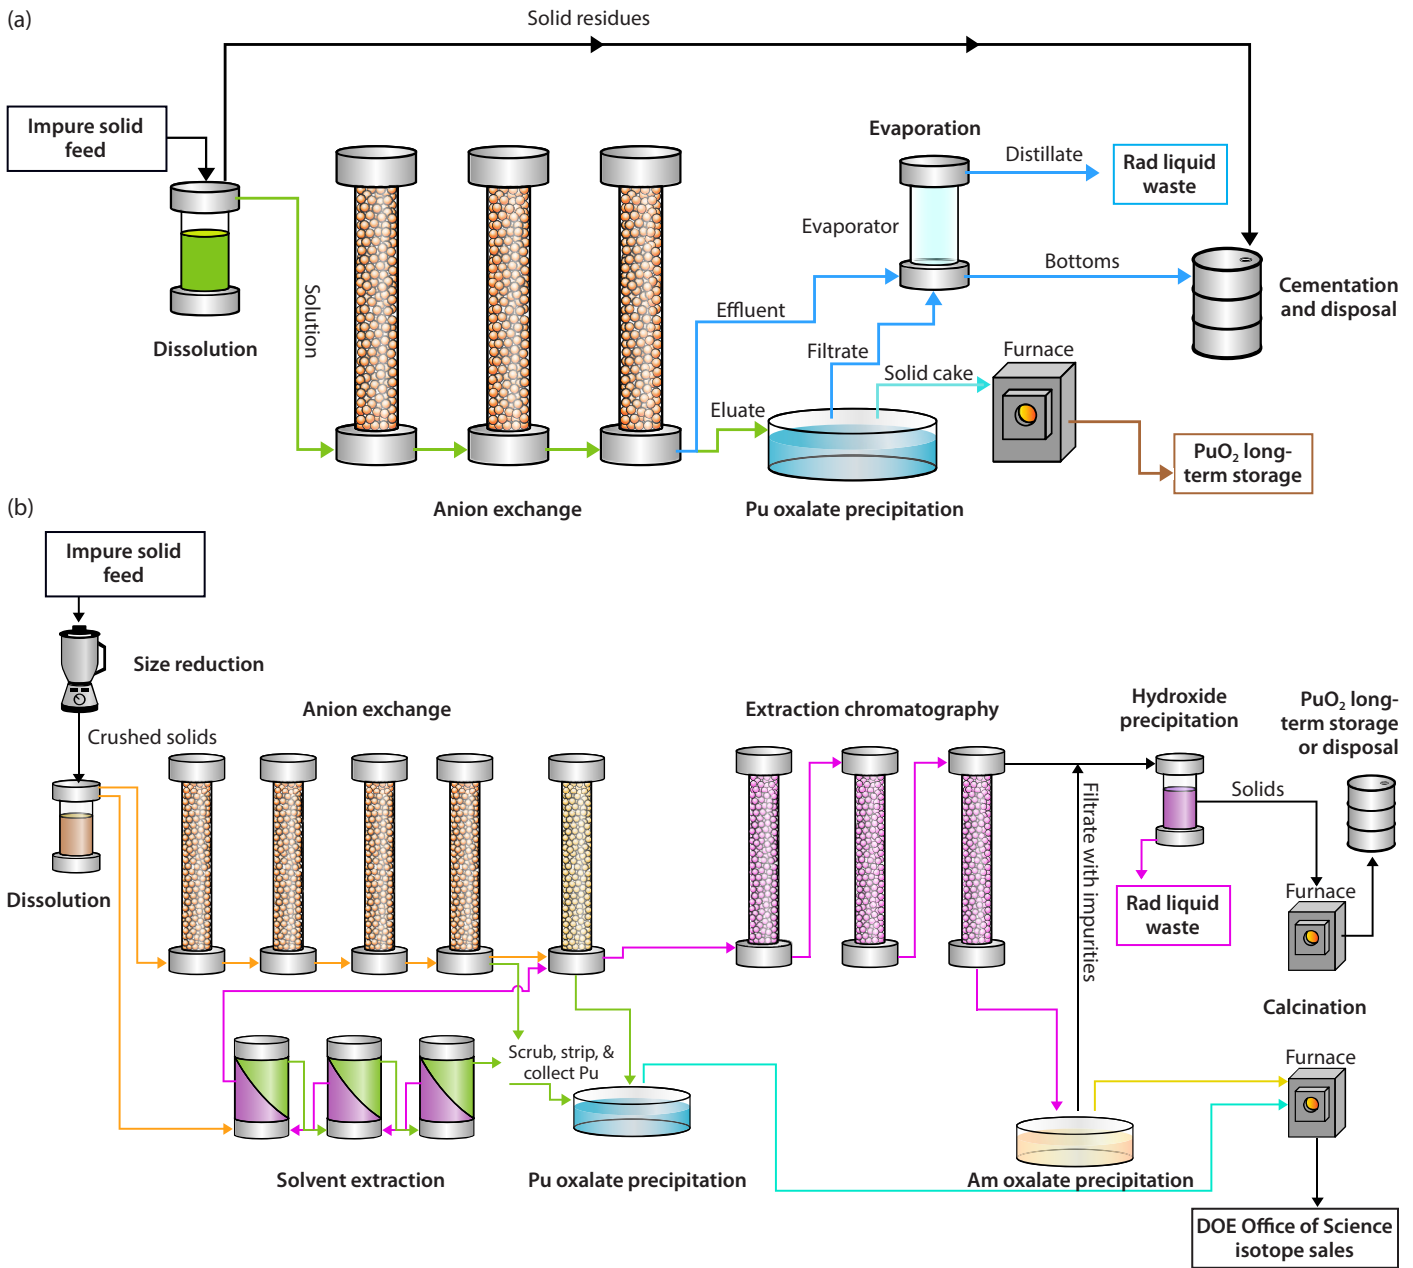 (a)
Solid residues
Impure solid
feed
Evaporation
Distillate
Rad liquid
waste
Evaporator
Bottoms
Solution
Cementation
and disposal
Dissolution
Effluent
Filtrate
Furnace
Solid cake
Eluate
PuO₂ long-
term storage
Anion exchange
Pu oxalate precipitation
(b)
Impure solid
feed
Size reduction
Crushed solids
Anion exchange
Extraction chromatography
Hydroxide
precipitation
PuO₂ long-
term storage
or disposal
Solids
Filtrate with impurities
Dissolution
Rad liquid
waste
Furnace
Calcination
Scrub, strip, &
collect Pu
Furnace
Solvent extraction
Pu oxalate precipitation
Am oxalate precipitation
DOE Office of Science
isotope sales